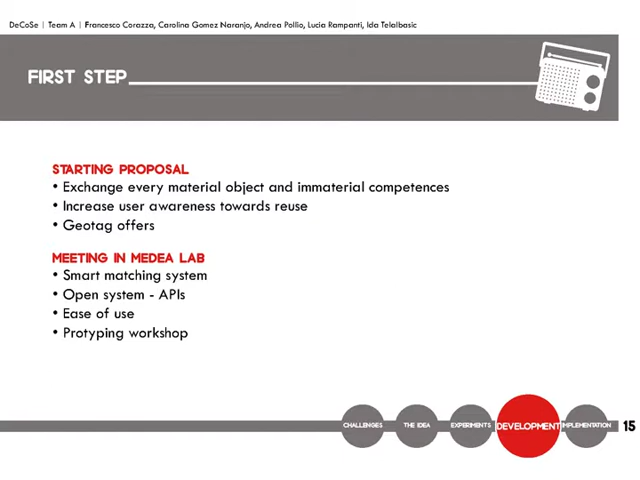 DeCoSe | Team A | Francesco Corazza, Carolina Gomez Naranjo, Andrea Pollio, Lucia Rampanti, Ida Telalbasic
FIRST STEP
STARTING PROPOSAL
• Exchange every material object and immaterial competences
• Increase user awareness towards reuse
• Geotag offers
MEETING IN MEDEA LAB
• Smart matching system
• Open system - APIs
• Ease of use
• Protyping workshop
CHALLENGES THE IDEA EXPERIMENTS DEVELOPMENT IMPLEMENTATION 15